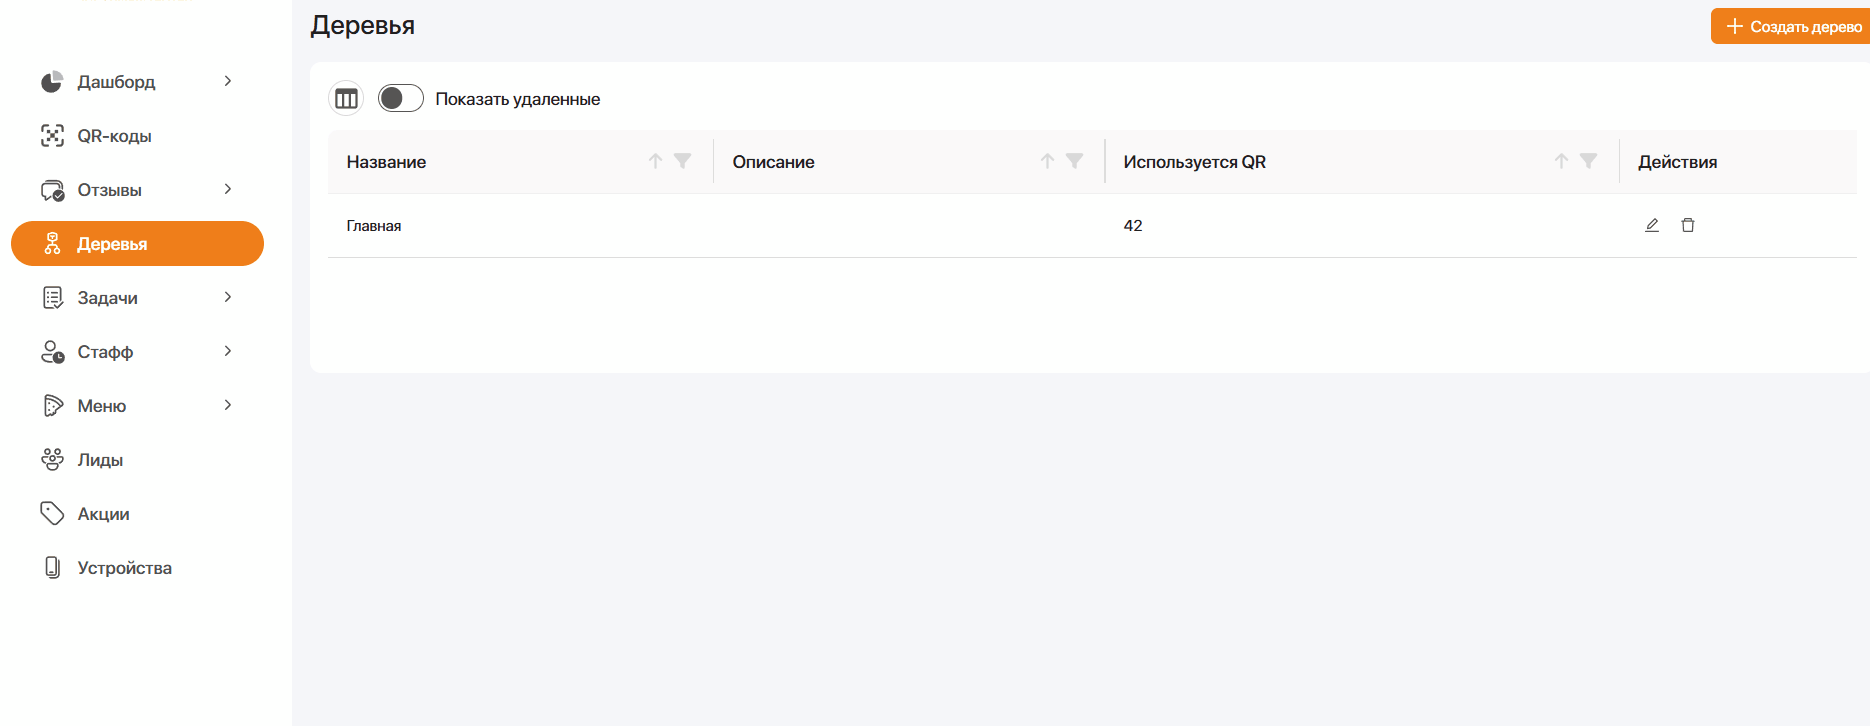 Деревья
Создать дерево
Дашборд
QR-коды
Отзывы
Деревья
Задачи
Стафф
Меню
Лиды
Акции
Устройства
Показать удаленные
Название Описание Используется QR Действия
Главная 42